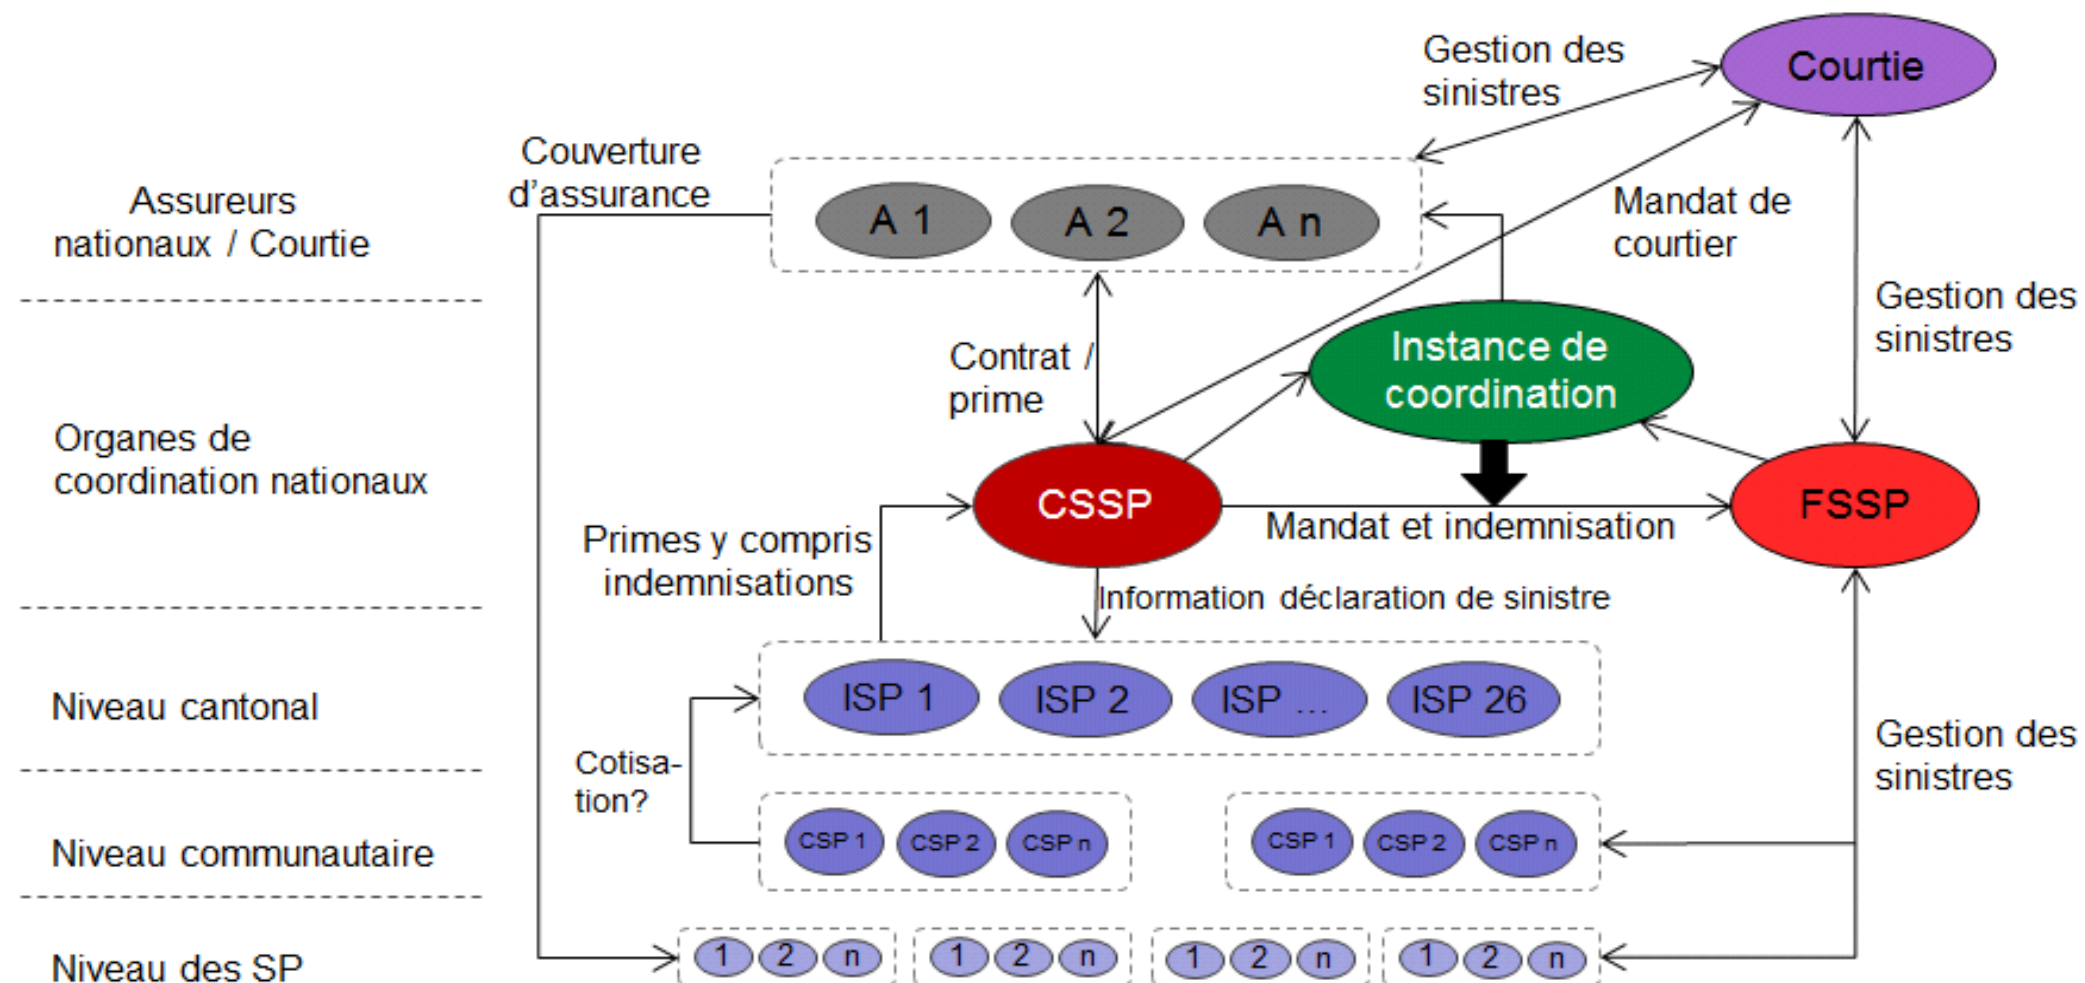 Gestion des
sinistres
Courtie
Couverture
d’assurance
Assureurs
nationaux / Courtie
A 1
A 2
A n
Mandat de
courtier
Gestion des
sinistres
Contrat /
prime
Instance de
coordination
Organes de
coordination nationaux
CSSP
FSSP
Mandat et indemnisation
Primes y compris
indemnisations
Information déclaration de sinistre
Niveau cantonal
ISP 1
ISP 2
ISP ...
ISP 26
Gestion des
sinistres
Cotisa-
tion?
Niveau communautaire
CSP 1
CSP 2
CSP n
CSP 1
CSP 2
CSP n
Niveau des SP
1
2
n
1
2
n
1
2
n
1
2
n